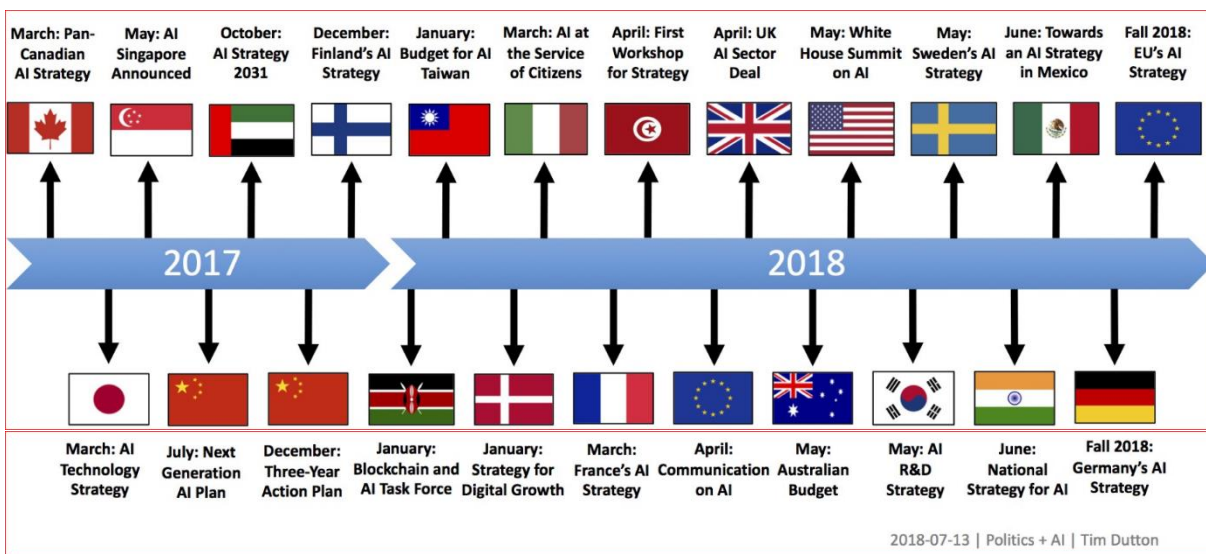 March: Pan-
Canadian
AI Strategy
May: AI
Singapore
Announced
October:
AI Strategy
2031
December:
Finland's AI
Strategy
January:
Budget for AI
Taiwan
March: AI at
the Service
of Citizens
April: First
Workshop
for Strategy
April: UK
AI Sector
Deal
May: White
House Summit
on AI
May:
Sweden's AI
Strategy
June: Towards
an AI Strategy
in Mexico
Fall 2018:
EU's AI
Strategy
2017
2018
March: AI
Technology
Strategy
July: Next
Generation
AI Plan
December:
Three-Year
Action Plan
January:
Blockchain and
AI Task Force
January:
Strategy for
Digital Growth
March:
France's AI
Strategy
April:
Communication
on AI
May:
Australian
Budget
May: AI
R&D
Strategy
June:
National
Strategy for AI
Fall 2018:
Germany's AI
Strategy
2018-07-13 | Politics + AI | Tim Dutton